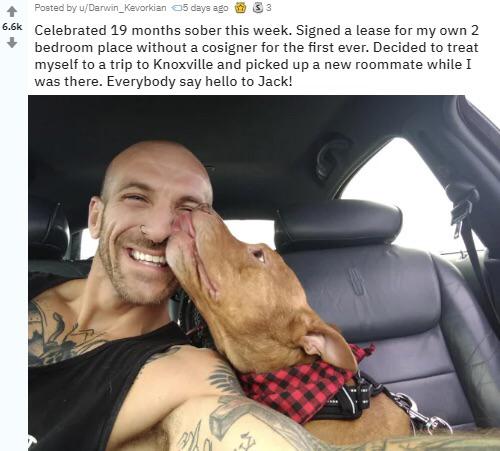 Posted by u/Darwin_Kevorkian 5 days ago 3
6.6k
Celebrated 19 months sober this week. Signed a lease for my own 2
bedroom place without a cosigner for the first ever. Decided to treat
myself to a trip to Knoxville and picked up a new roommate while I
was there. Everybody say hello to Jack!